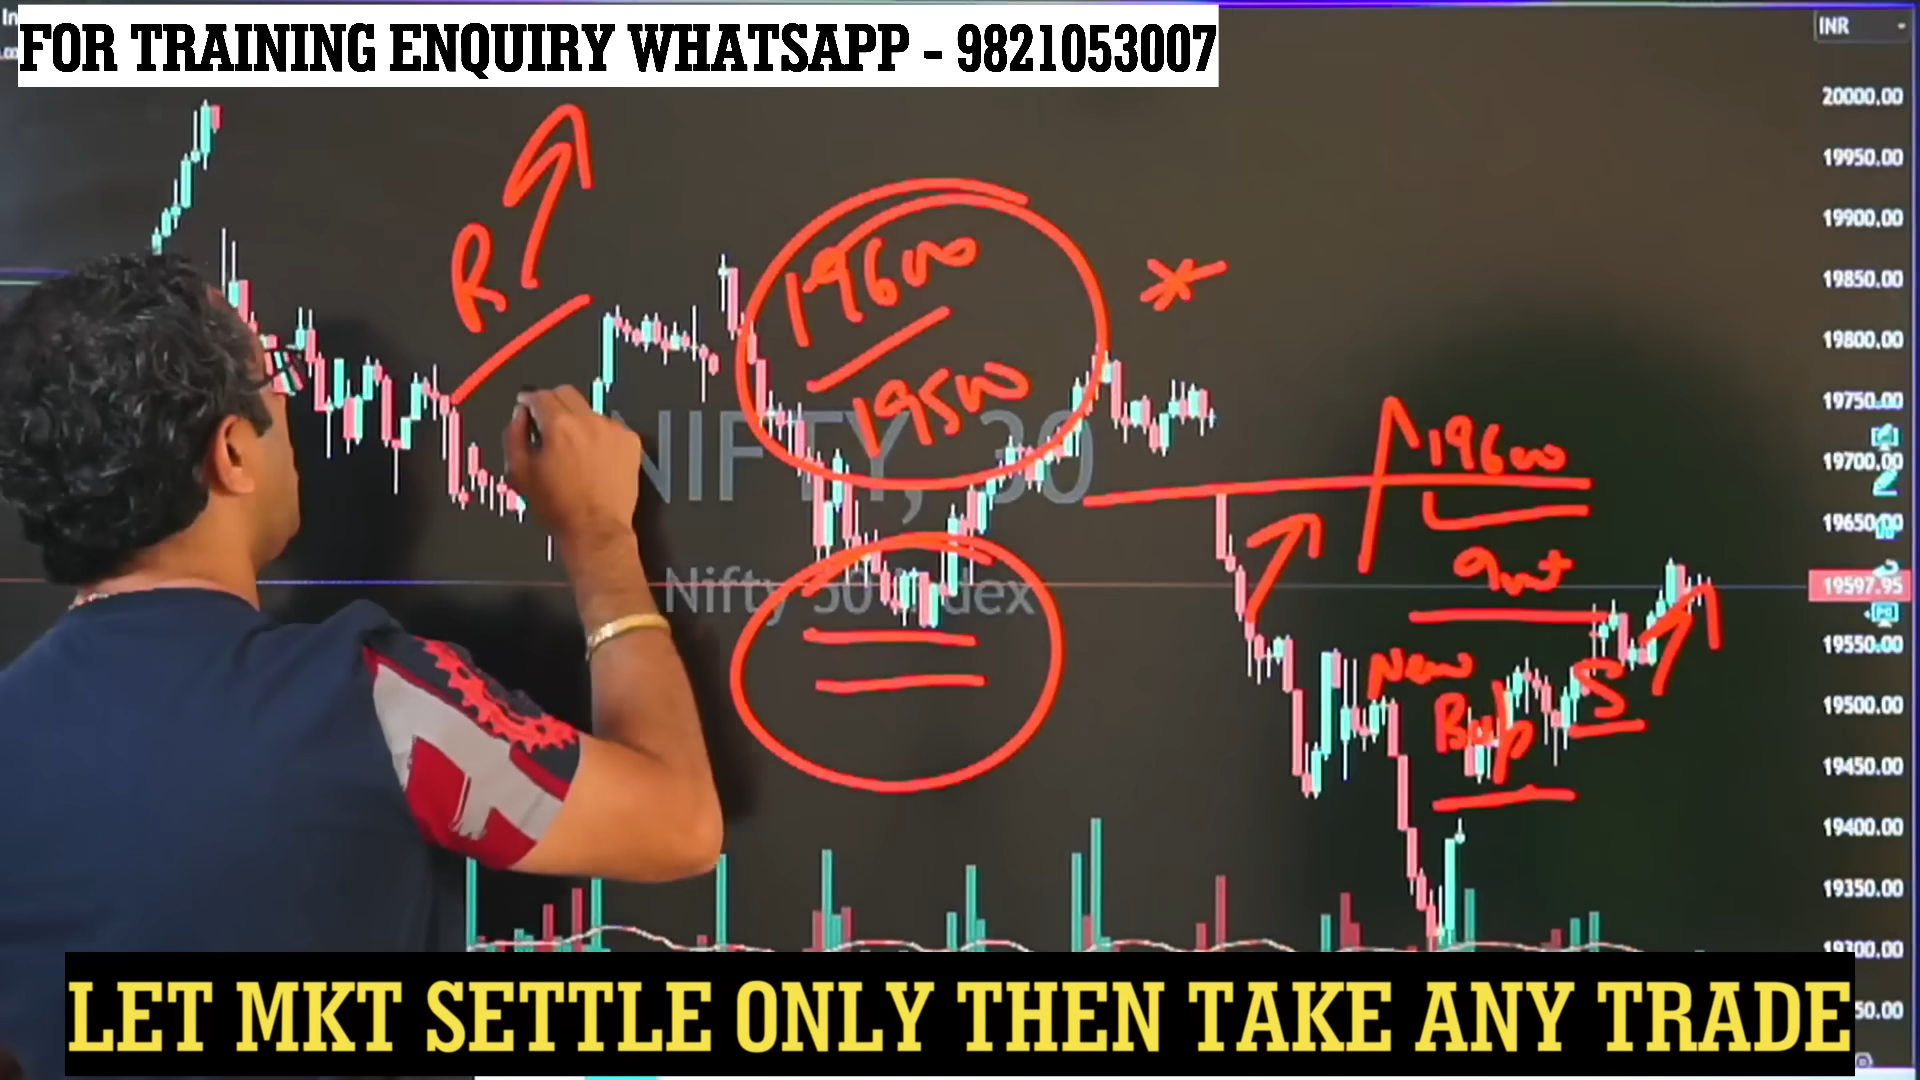 FOR TRAINING ENQUIRY WHATSAPP - 9821053007
INR
20000.00
19950.00
19900.00
19850.00
19800.00
19750.00
19700.00
19650.00
19597.95
19550.00
19500.00
19450.00
19400.00
19350.00
19300.00
50.00
R
19600
19500
19600
New
S
NIFTY, 30
Nifty 50 Index
LET MKT SETTLE ONLY THEN TAKE ANY TRADE